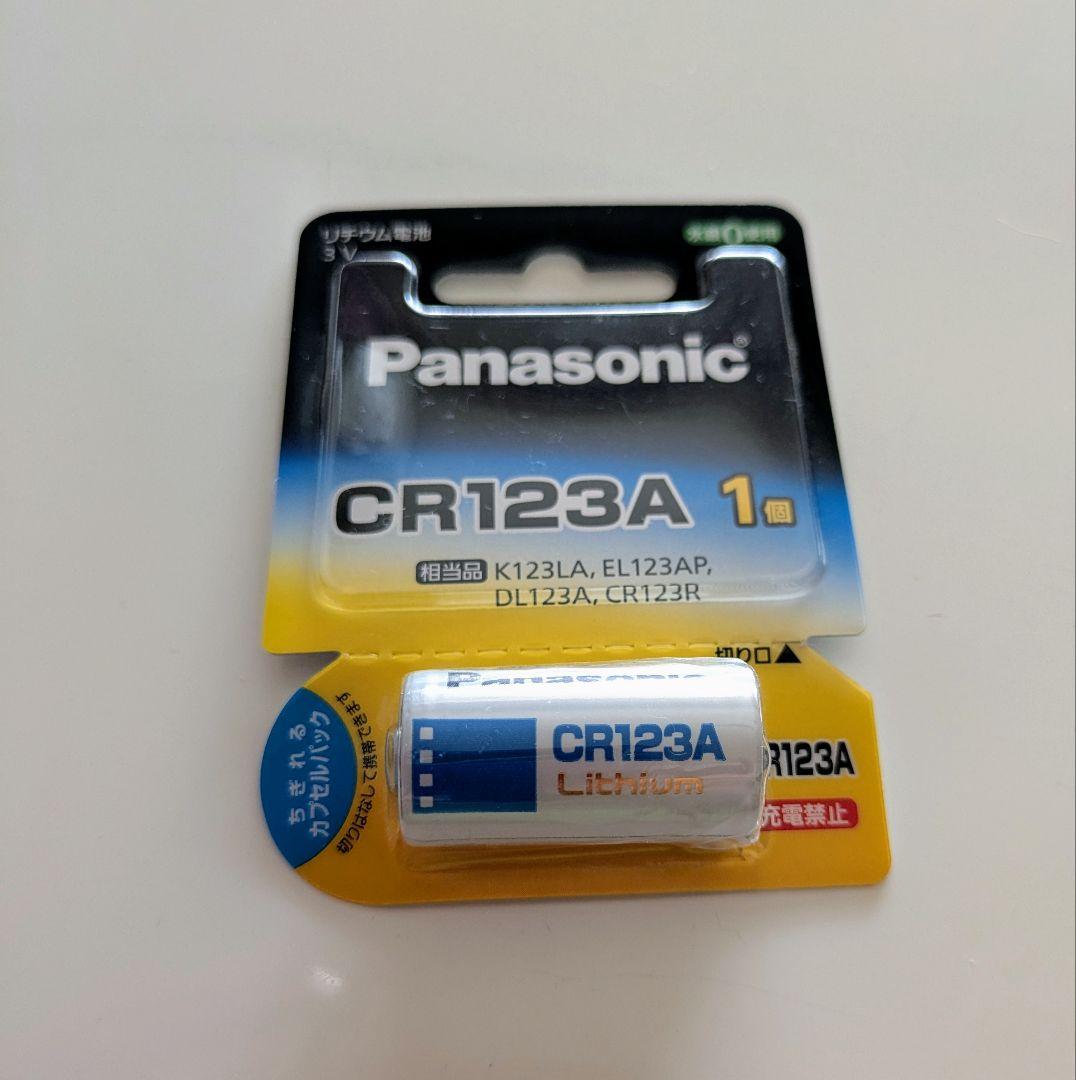 リチウム電池
3V
水銀0使用
Panasonic®
CR123A 1個
相当品 K123LA, EL123AP,
DL123A, CR123R
切り口▲
ちぎれる
カプセルパック
切りはなして携帯できます
Panasonic
CR123A
Lithium
R123A
充電禁止